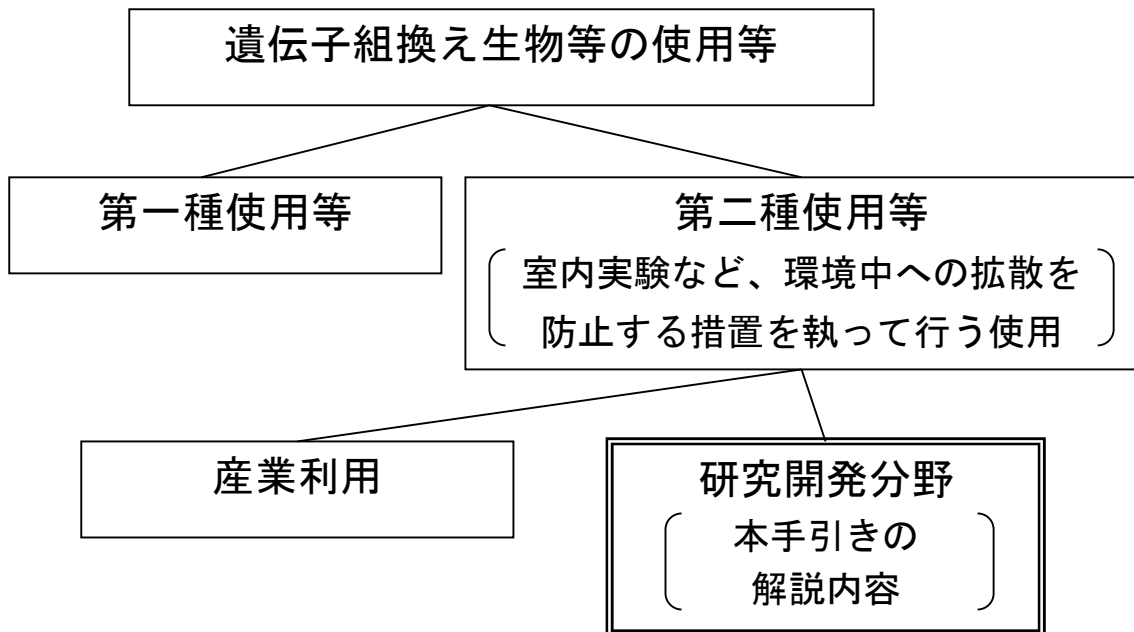 遺伝子組換え生物等の使用等
第一種使用等
第二種使用等
室内実験など、環境中への拡散を
防止する措置を執って行う使用
産業利用
研究開発分野
本手引きの
解説内容